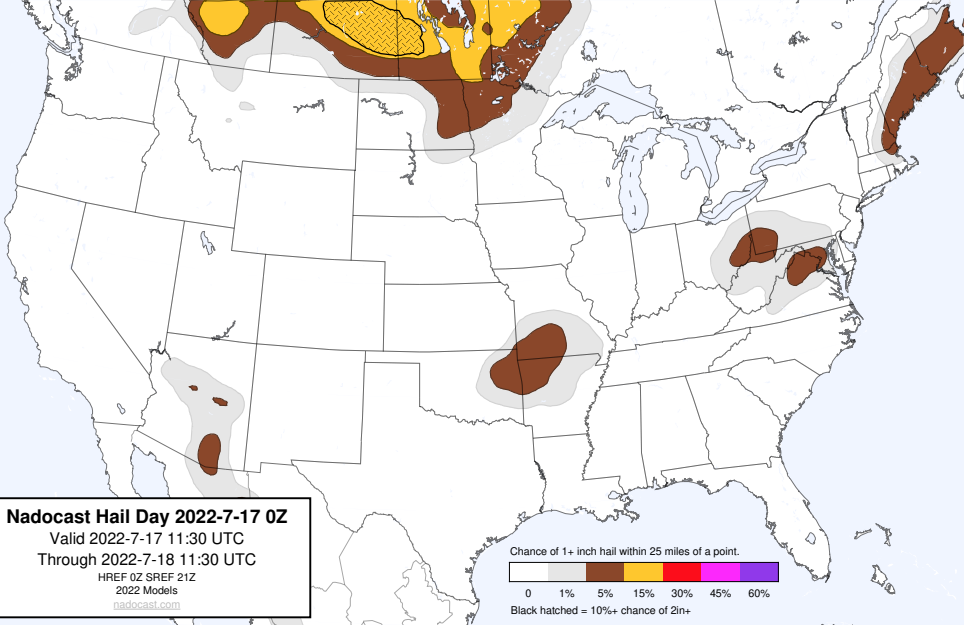 Nadocast Hail Day 2022-7-17 0Z
Valid 2022-7-17 11:30 UTC
Through 2022-7-18 11:30 UTC
HREF 0Z SREF 21Z
2022 Models
nadocast.com
Chance of 1+ inch hail within 25 miles of a point.
0 1% 5% 15% 30% 45% 60%
Black hatched = 10%+ chance of 2in+